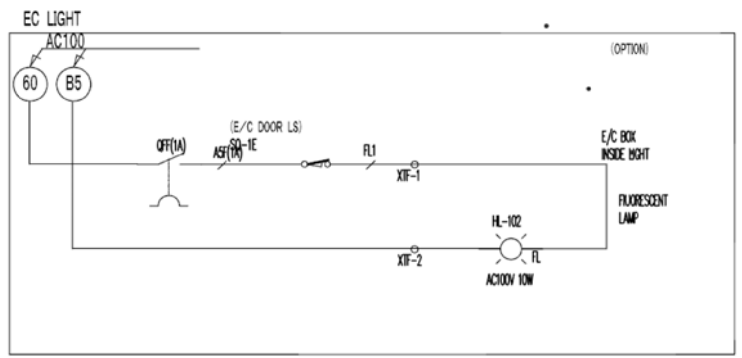 EC LIGHT
AC100
(OPTION)
60
B5
(E/C DOOR LS)
QFF(1A)
SQ-1E
FL1
E/C BOX
INSIDE LIGHT
XTF-1
FLUORESCENT
LAMP
HL-102
XTF-2
FL
AC100V 10W